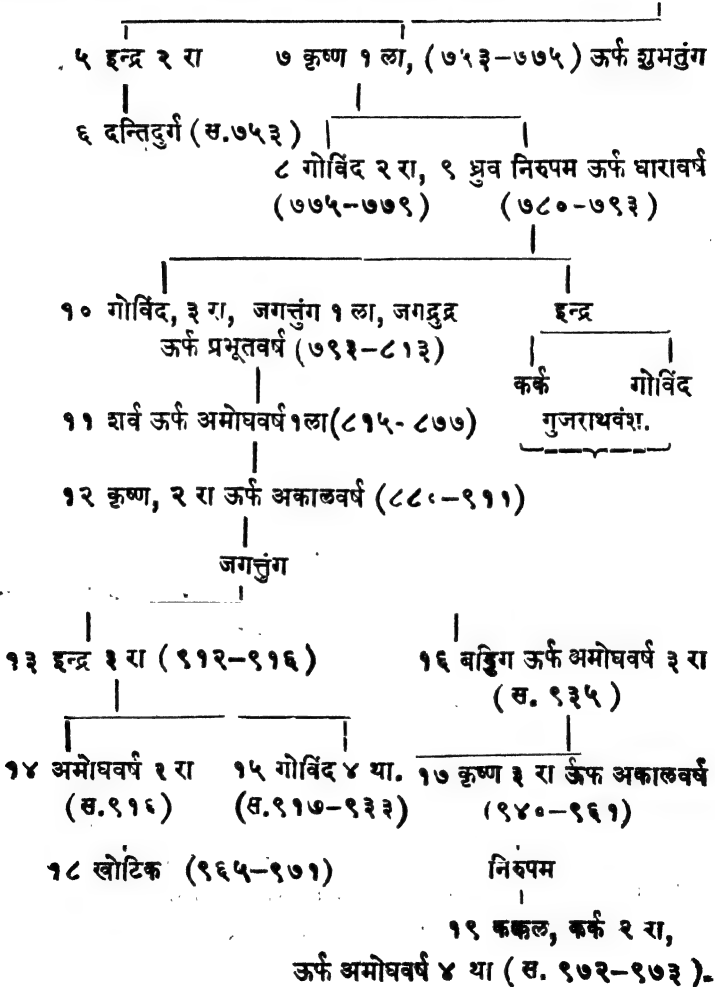 ५ इन्द्र २ रा ७ कृष्ण १ ला, (७५३-७७५) ऊर्फ शुभतुंग
६ दन्तिदुर्ग (स.७५३)
८ गोविंद २ रा, ९ ध्रुव निरुपम ऊर्फ धारावर्ष
(७७५-७७९) (७८०-७९३)
१० गोविंद, ३ रा, जगत्तुंग १ ला, जगद्रुद्र इन्द्र
ऊर्फ प्रभूतवर्ष (७९३-८१३)
कर्क गोविंद
११ शर्व ऊर्फ अमोघवर्ष १ला(८१५- ८७७) गुजराथवंश.
१२ कृष्ण, २ रा ऊर्फ अकालवर्ष (८८०-९११)
जगत्तुंग
१३ इन्द्र ३ रा (९१२-९१६) १६ बड्डिग ऊर्फ अमोघवर्ष ३ रा
(स. ९३५)
१४ अमोघवर्ष २ रा १५ गोविंद ४ था. १७ कृष्ण ३ रा ऊर्फ अकालवर्ष
(स.९१६) (स.९१७-९३३) (९४०-९६१)
१८ खोटिक (९६५-९७१) निरुपम
१९ कक्कल, कर्क २ रा,
ऊर्फ अमोघवर्ष ४ था (स. ९७२-९७३).